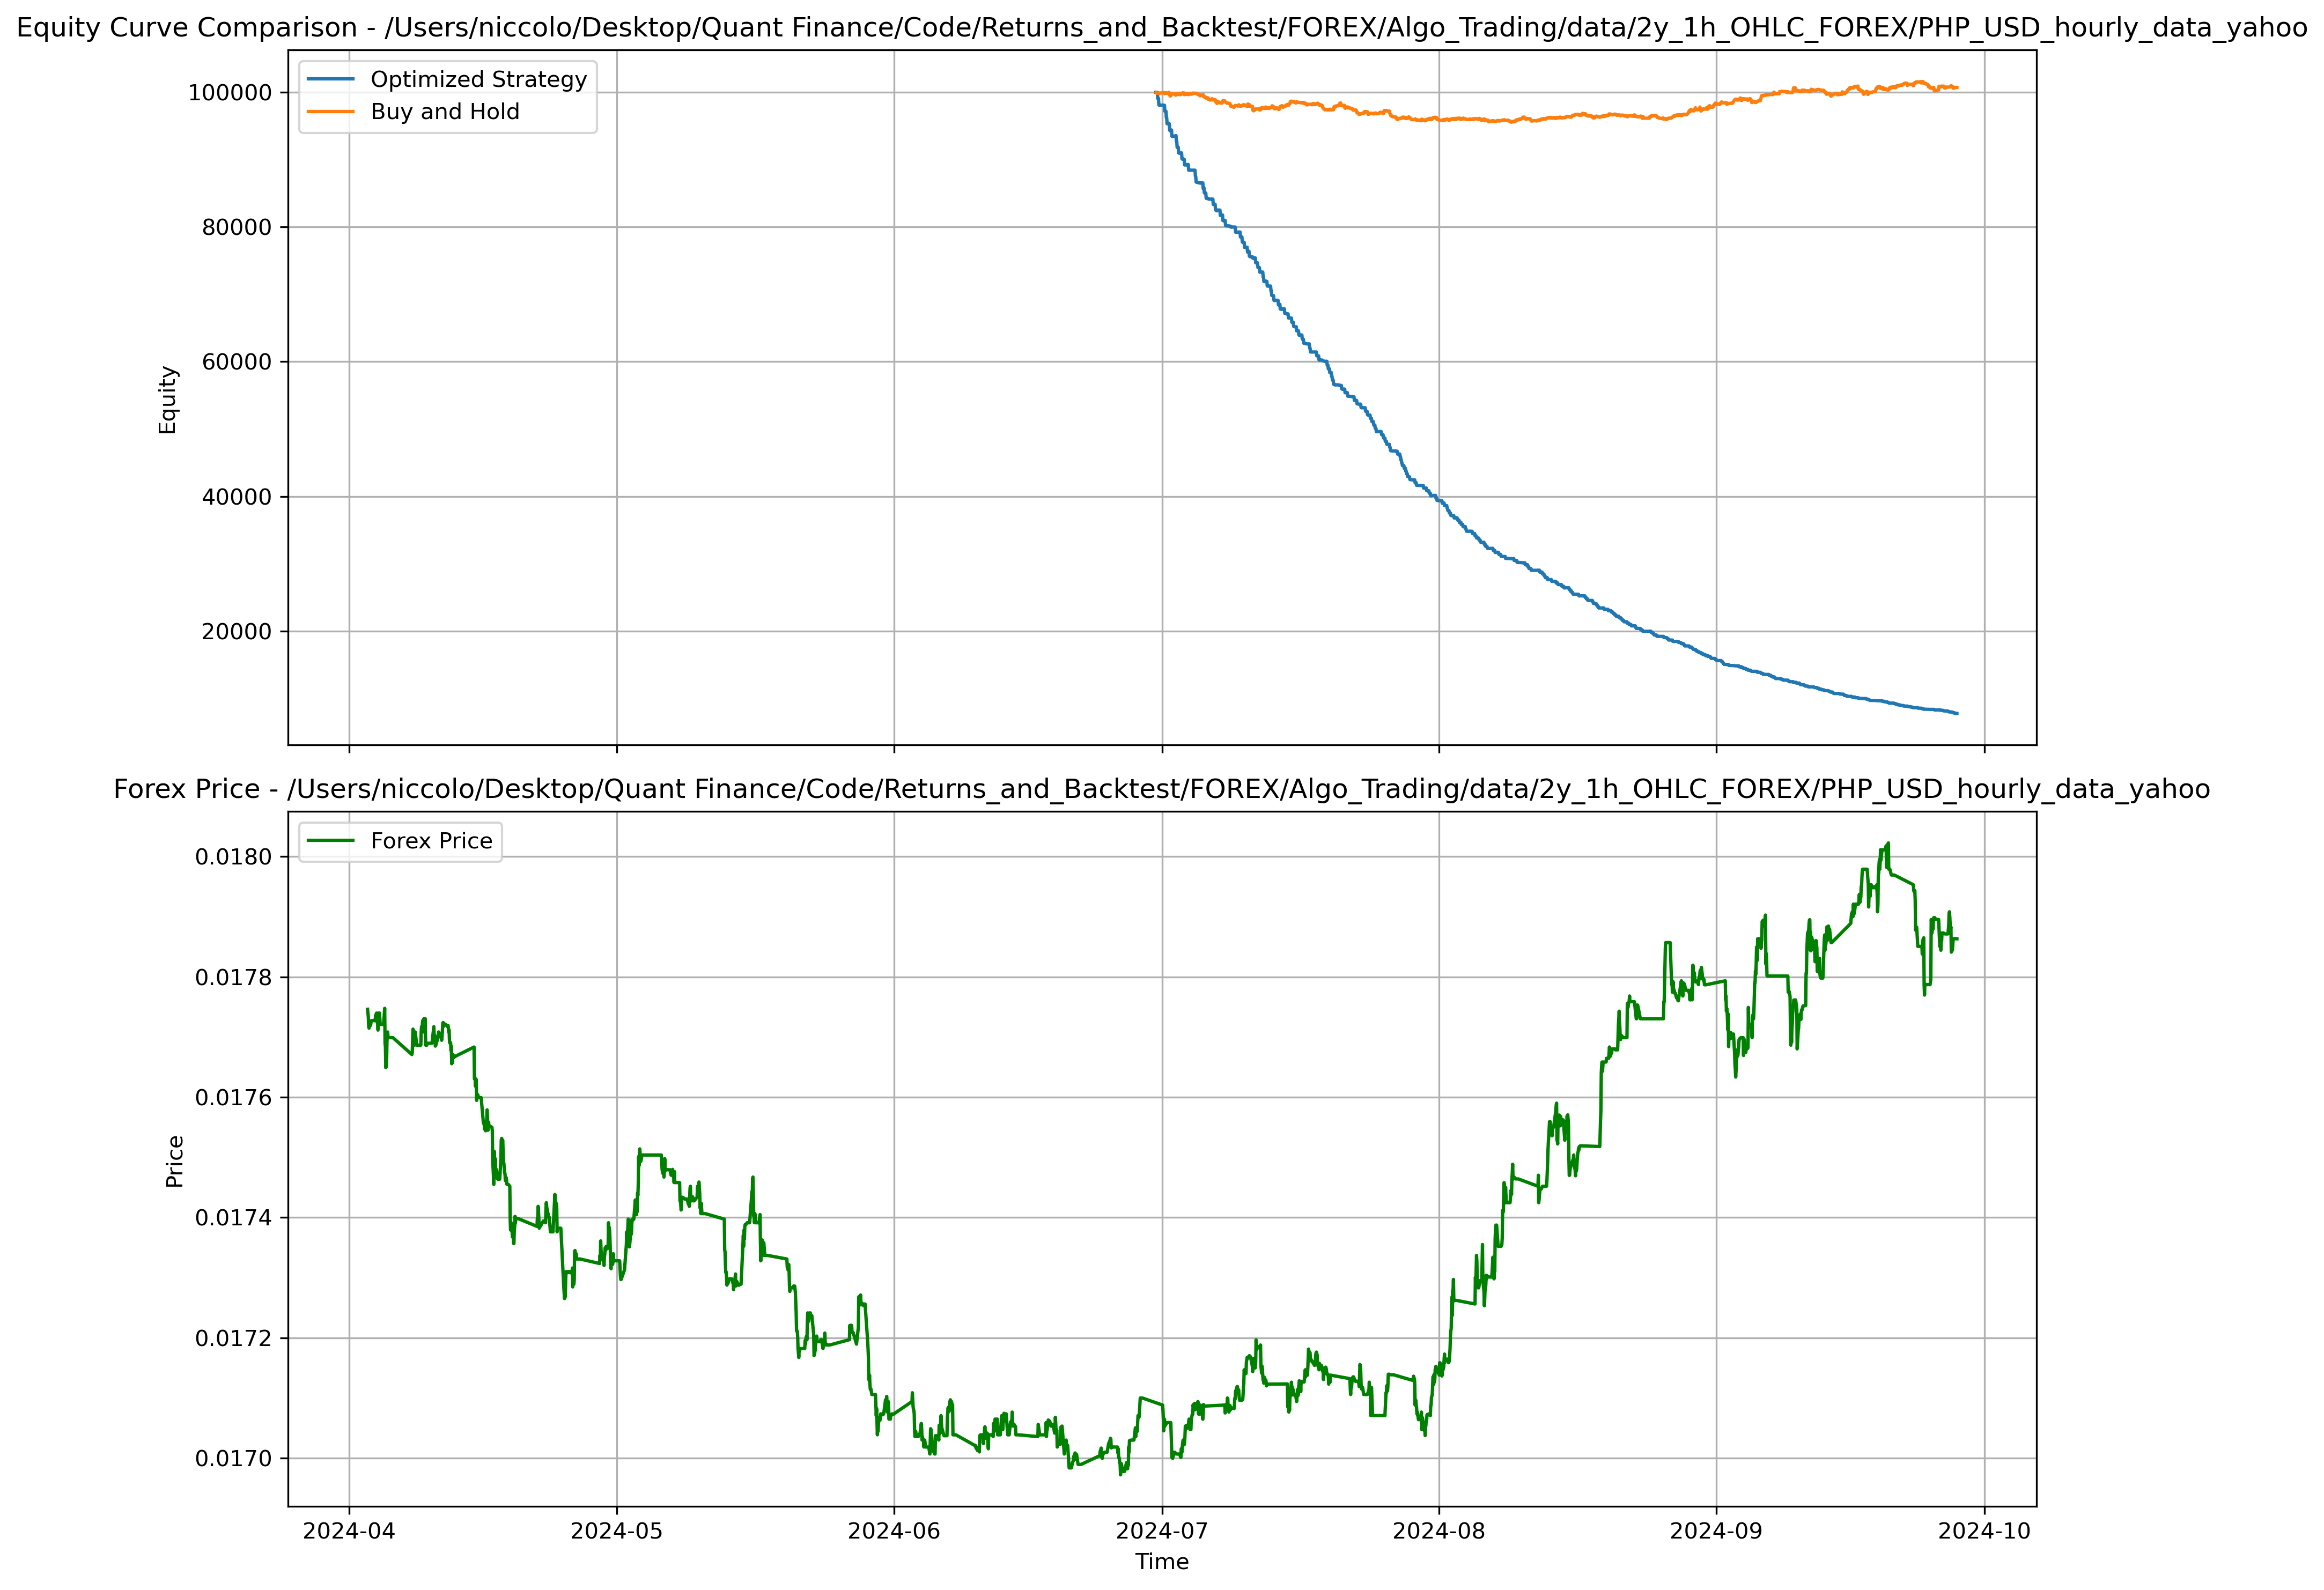 Equity Curve Comparison - /Users/niccolo/Desktop/Quant Finance/Code/Returns_and_Backtest/FOREX/Algo_Trading/data/2y_1h_OHLC_FOREX/PHP_USD_hourly_data_yahoo
Optimized Strategy
Buy and Hold
100000
80000
60000
40000
20000
Equity
Forex Price - /Users/niccolo/Desktop/Quant Finance/Code/Returns_and_Backtest/FOREX/Algo_Trading/data/2y_1h_OHLC_FOREX/PHP_USD_hourly_data_yahoo
Forex Price
0.0180
0.0178
0.0176
0.0174
0.0172
0.0170
Price
2024-04 2024-05 2024-06 2024-07 2024-08 2024-09 2024-10
Time